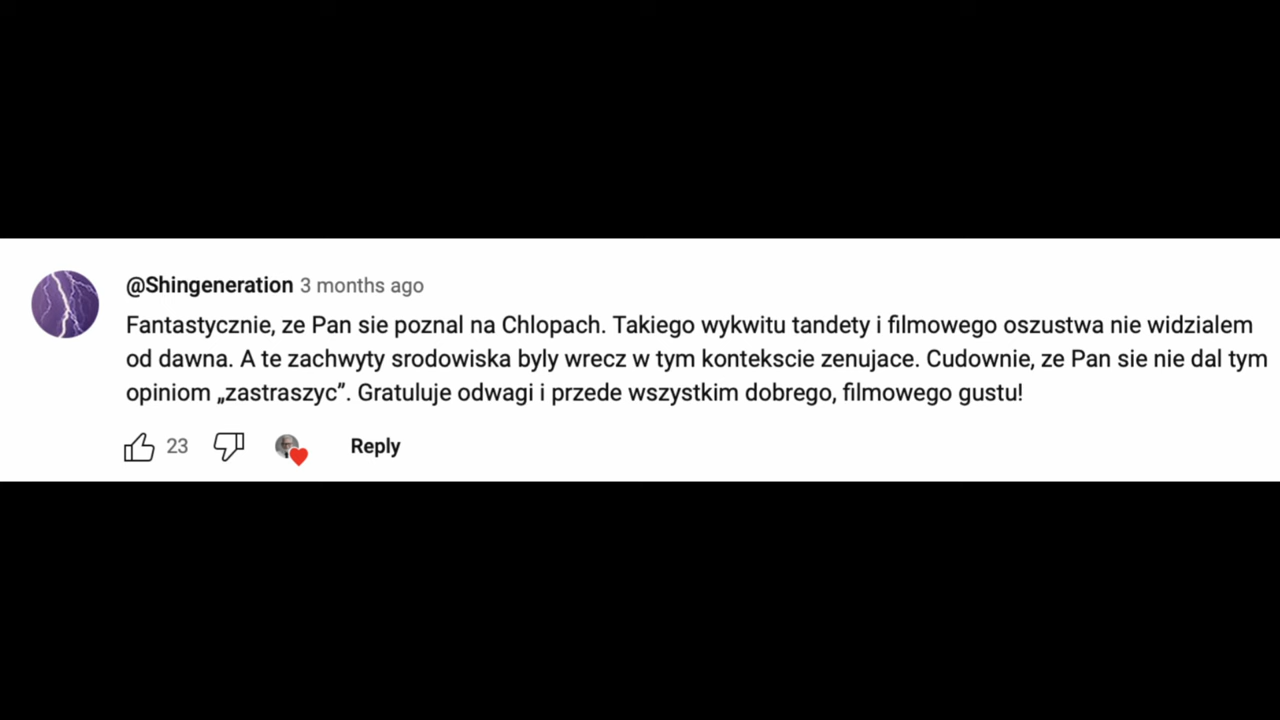 @Shingeneration 3 months ago
Fantastycznie, ze Pan sie poznal na Chlopach. Takiego wykwitu tandety i filmowego oszustwa nie widzialem
od dawna. A te zachwyty srodowiska byly wrecz w tym kontekscie zenujace. Cudownie, ze Pan sie nie dal tym
opiniom „zastraszyc”. Gratuluje odwagi i przede wszystkim dobrego, filmowego gustu!
23 Reply